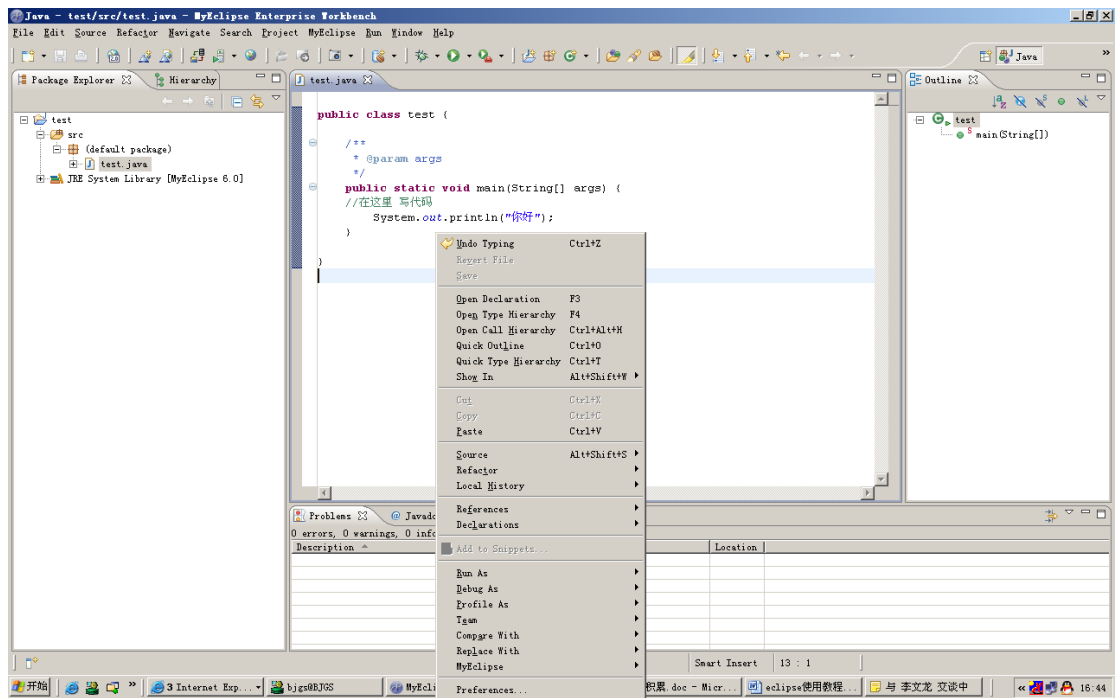 Java - test/src/test.java - MyEclipse Enterprise Workbench
File Edit Source Refactor Navigate Search Project MyEclipse Run Window Help
Java »
Package Explorer Hierarchy
test
src
(default package)
test.java
JRE System Library [MyEclipse 6.0]
test.java
public class test {
/**
* @param args
*/
public static void main(String[] args) {
//在这里 写代码
System.out.println("你好");
}
}
Outline
test
main(String[])
Undo Typing Ctrl+Z
Revert File
Save
Open Declaration F3
Open Type Hierarchy F4
Open Call Hierarchy Ctrl+Alt+H
Quick Outline Ctrl+O
Quick Type Hierarchy Ctrl+T
Show In Alt+Shift+W
Cut Ctrl+X
Copy Ctrl+C
Paste Ctrl+V
Source Alt+Shift+S
Refactor
Local History
References
Declarations
Add to Snippets...
Run As
Debug As
Profile As
Team
Compare With
Replace With
MyEclipse
Preferences...
Problems @ Javado
0 errors, 0 warnings, 0 info
Description Location
Smart Insert 13 : 1
开始 » 3 Internet Exp... bjgs@BJGS MyEcli 积累.doc - Micr... eclipse使用教程... 与 李文龙 交谈中 « 16:44